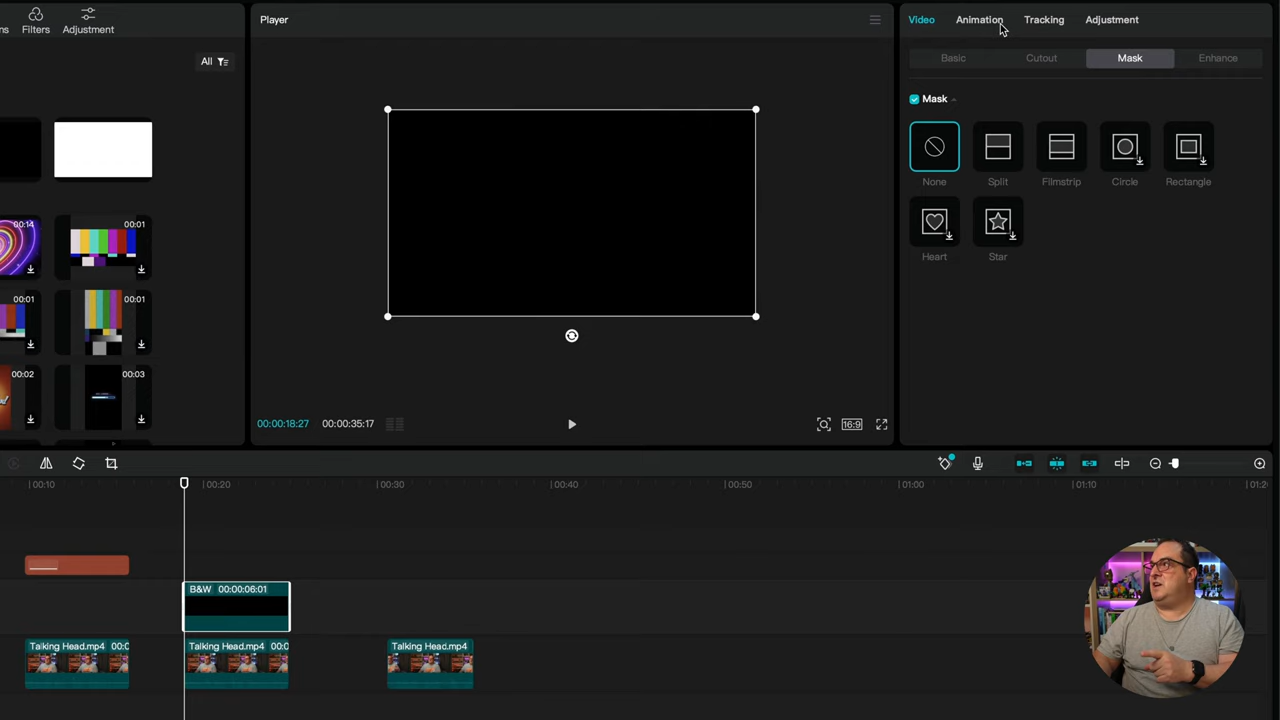 Filters
Adjustment
All
00:14
00:01
00:01
00:01
00:02
00:03
Player
00:00:18:27
00:00:35:17
16:9
Video
Animation
Tracking
Adjustment
Basic
Cutout
Mask
Enhance
Mask
None
Split
Filmstrip
Circle
Rectangle
Heart
Star
00:10
00:20
00:30
00:40
00:50
01:00
01:10
B&W 00:00:06:01
Talking Head.mp4
Talking Head.mp4
Talking Head.mp4